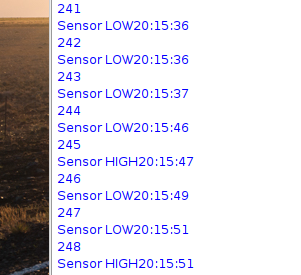 241
Sensor LOW20:15:36
242
Sensor LOW20:15:36
243
Sensor LOW20:15:37
244
Sensor LOW20:15:46
245
Sensor HIGH20:15:47
246
Sensor LOW20:15:49
247
Sensor LOW20:15:51
248
Sensor HIGH20:15:51